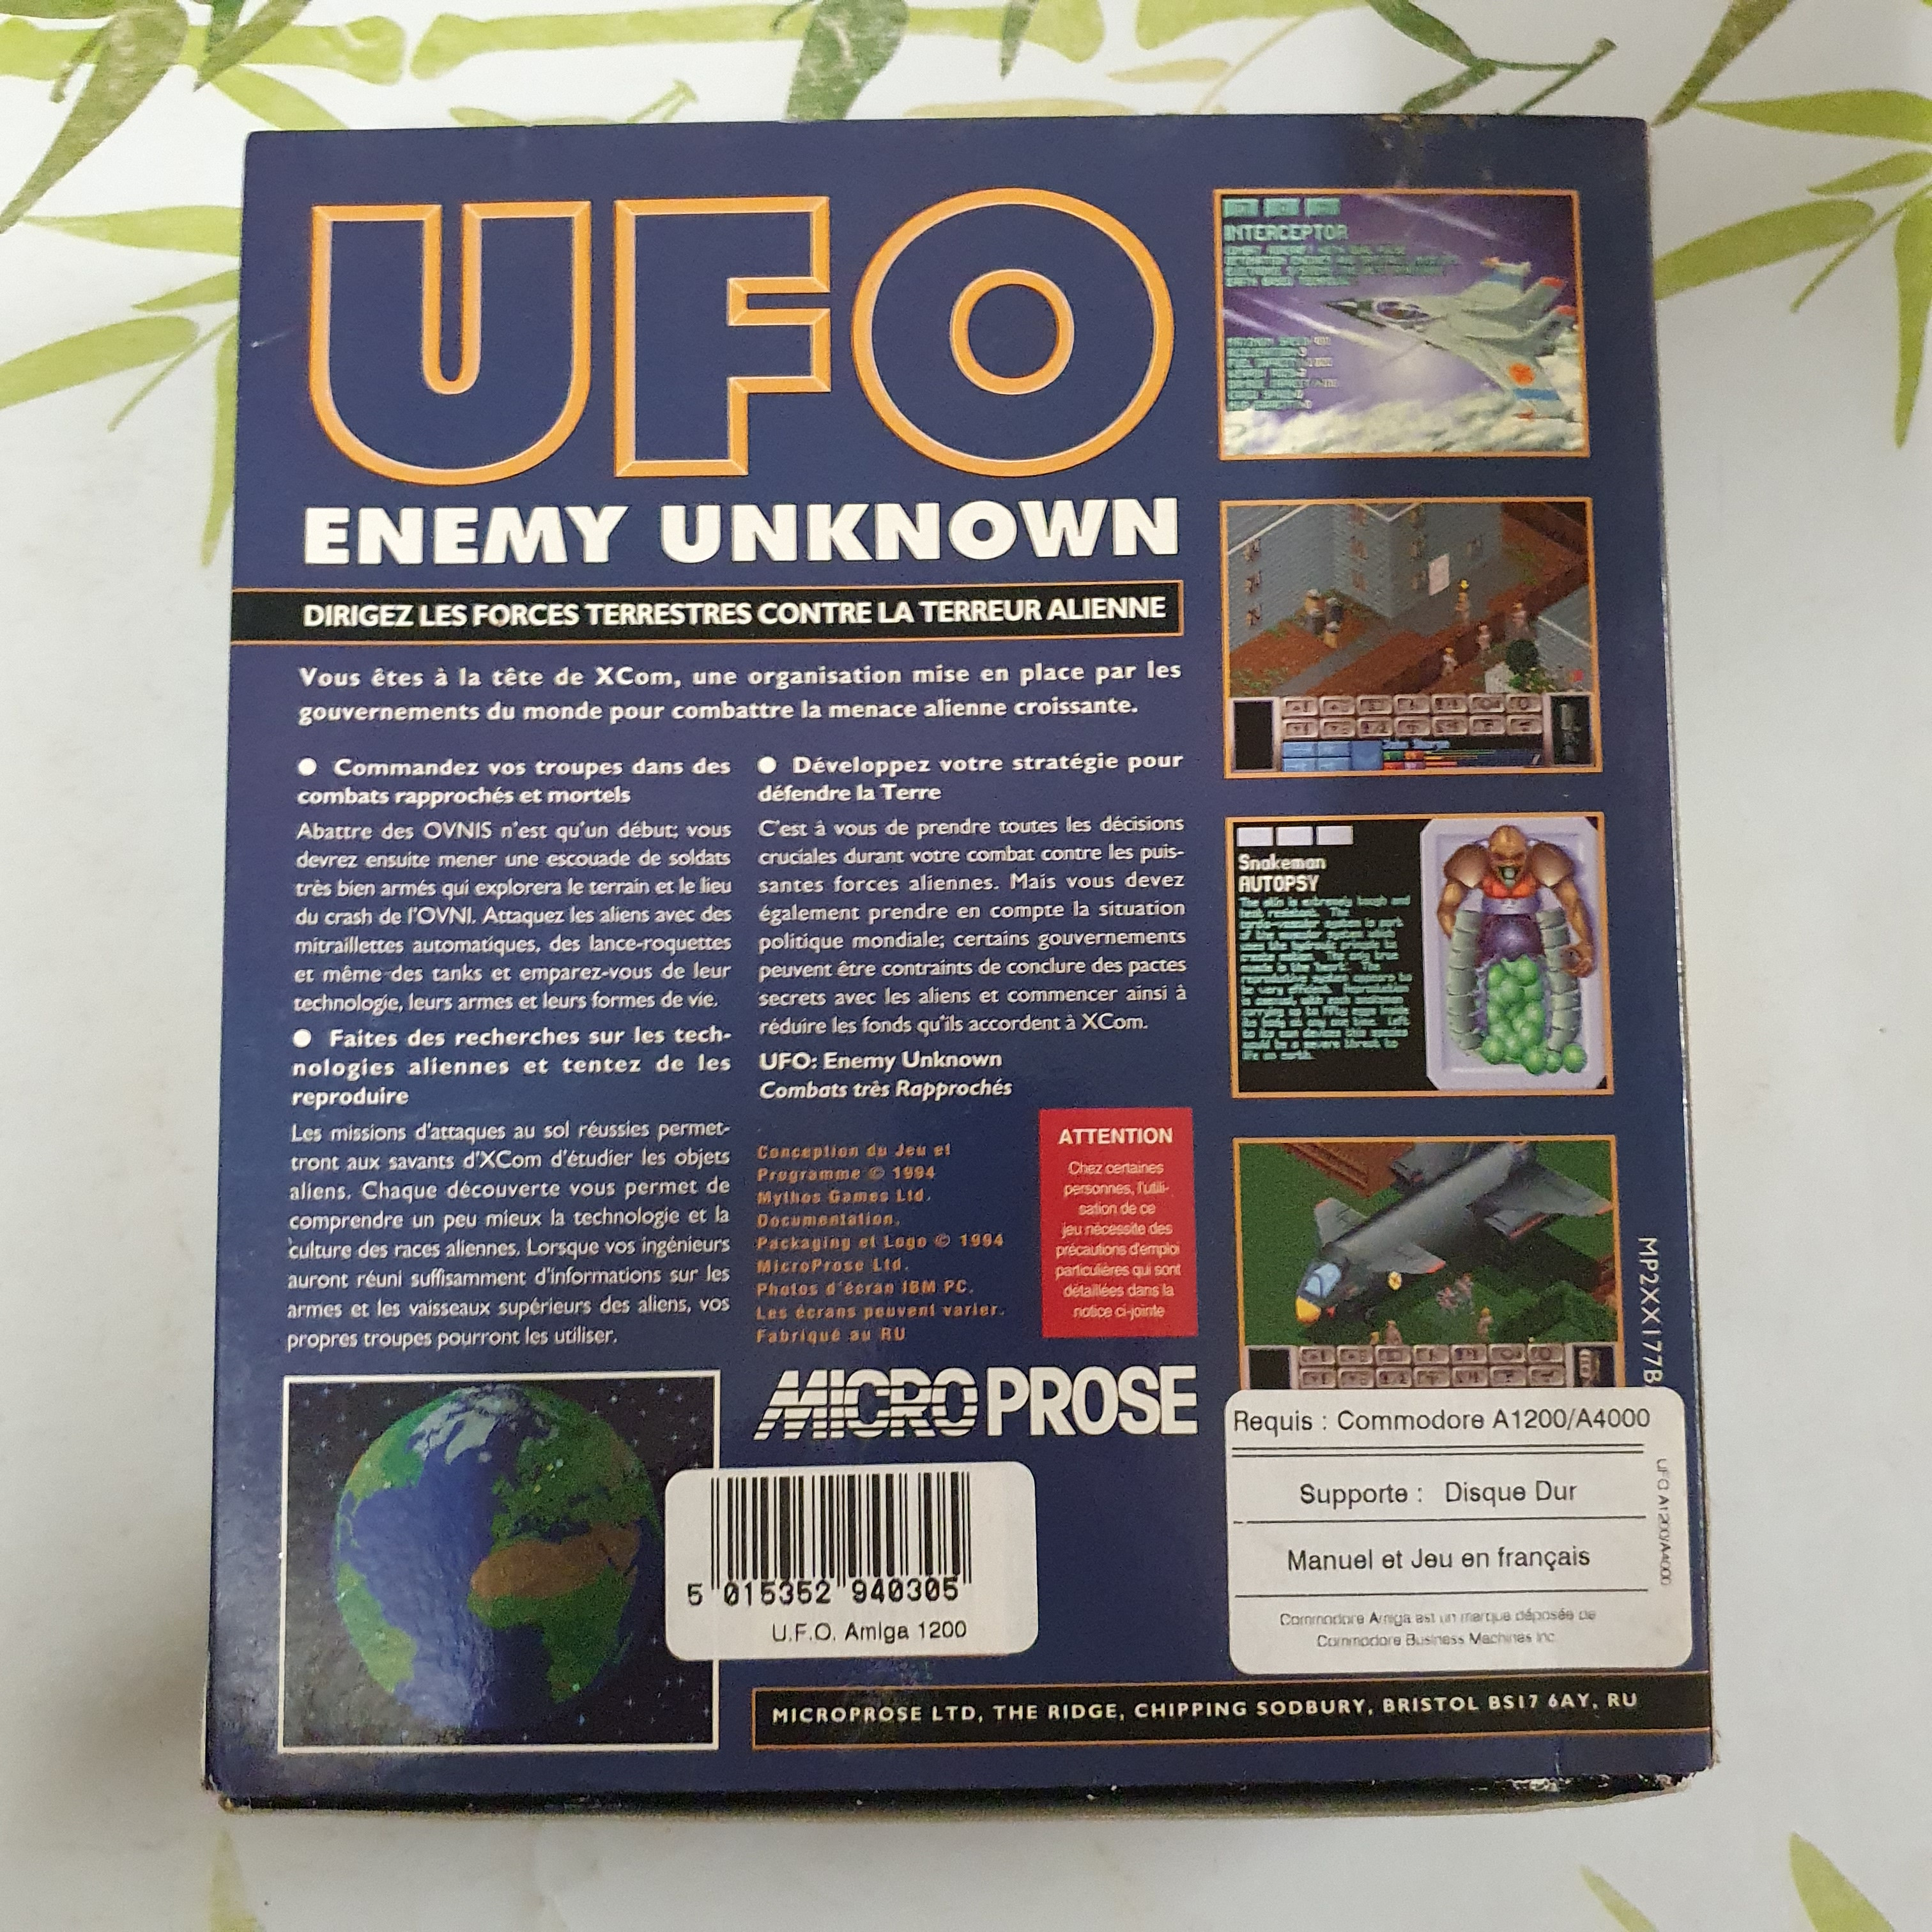 UFO
ENEMY UNKNOWN
DIRIGEZ LES FORCES TERRESTRES CONTRE LA TERREUR ALIENNE
Vous êtes à la tête de XCom, une organisation mise en place par les
gouvernements du monde pour combattre la menace alienne croissante.
● Commandez vos troupes dans des
combats rapprochés et mortels
Abattre des OVNIS n'est qu'un début; vous
devrez ensuite mener une escouade de soldats
très bien armés qui explorera le terrain et le lieu
du crash de l'OVNI. Attaquez les aliens avec des
mitraillettes automatiques, des lance-roquettes
et même des tanks et emparez-vous de leur
technologie, leurs armes et leurs formes de vie.
● Faites des recherches sur les tech-
nologies aliennes et tentez de les
reproduire
Les missions d'attaques au sol réussies permet-
tront aux savants d'XCom d'étudier les objets
aliens. Chaque découverte vous permet de
comprendre un peu mieux la technologie et la
culture des races aliennes. Lorsque vos ingénieurs
auront réuni suffisamment d'informations sur les
armes et les vaisseaux supérieurs des aliens, vos
propres troupes pourront les utiliser.
● Développez votre stratégie pour
défendre la Terre
C'est à vous de prendre toutes les décisions
cruciales durant votre combat contre les puis-
santes forces aliennes. Mais vous devez
également prendre en compte la situation
politique mondiale; certains gouvernements
peuvent être contraints de conclure des pactes
secrets avec les aliens et commencer ainsi à
réduire les fonds qu'ils accordent à XCom.
UFO: Enemy Unknown
Combats très Rapprochés
Conception du Jeu et
Programme © 1994
Mythos Games Ltd.
Documentation,
Packaging et Logo © 1994
MicroProse Ltd.
Photos d'écran IBM PC.
Les écrans peuvent varier.
Fabriqué au RU
ATTENTION
Chez certaines
personnes, l'utili-
sation de ce
jeu nécessite des
précautions d'emploi
particulières qui sont
détaillées dans la
notice ci-jointe
MICROPROSE
5 015352 940305
U.F.O. Amiga 1200
INTERCEPTOR
Snakeman
AUTOPSY
The skin is extremely tough and
heat resistant. The
MP2XX177B
Requis : Commodore A1200/A4000
Supporte : Disque Dur
Manuel et Jeu en français
Commodore Amiga est un marque déposée de
Commodore Business Machines Inc
UFO A1200/A4000
MICROPROSE LTD, THE RIDGE, CHIPPING SODBURY, BRISTOL BS17 6AY, RU